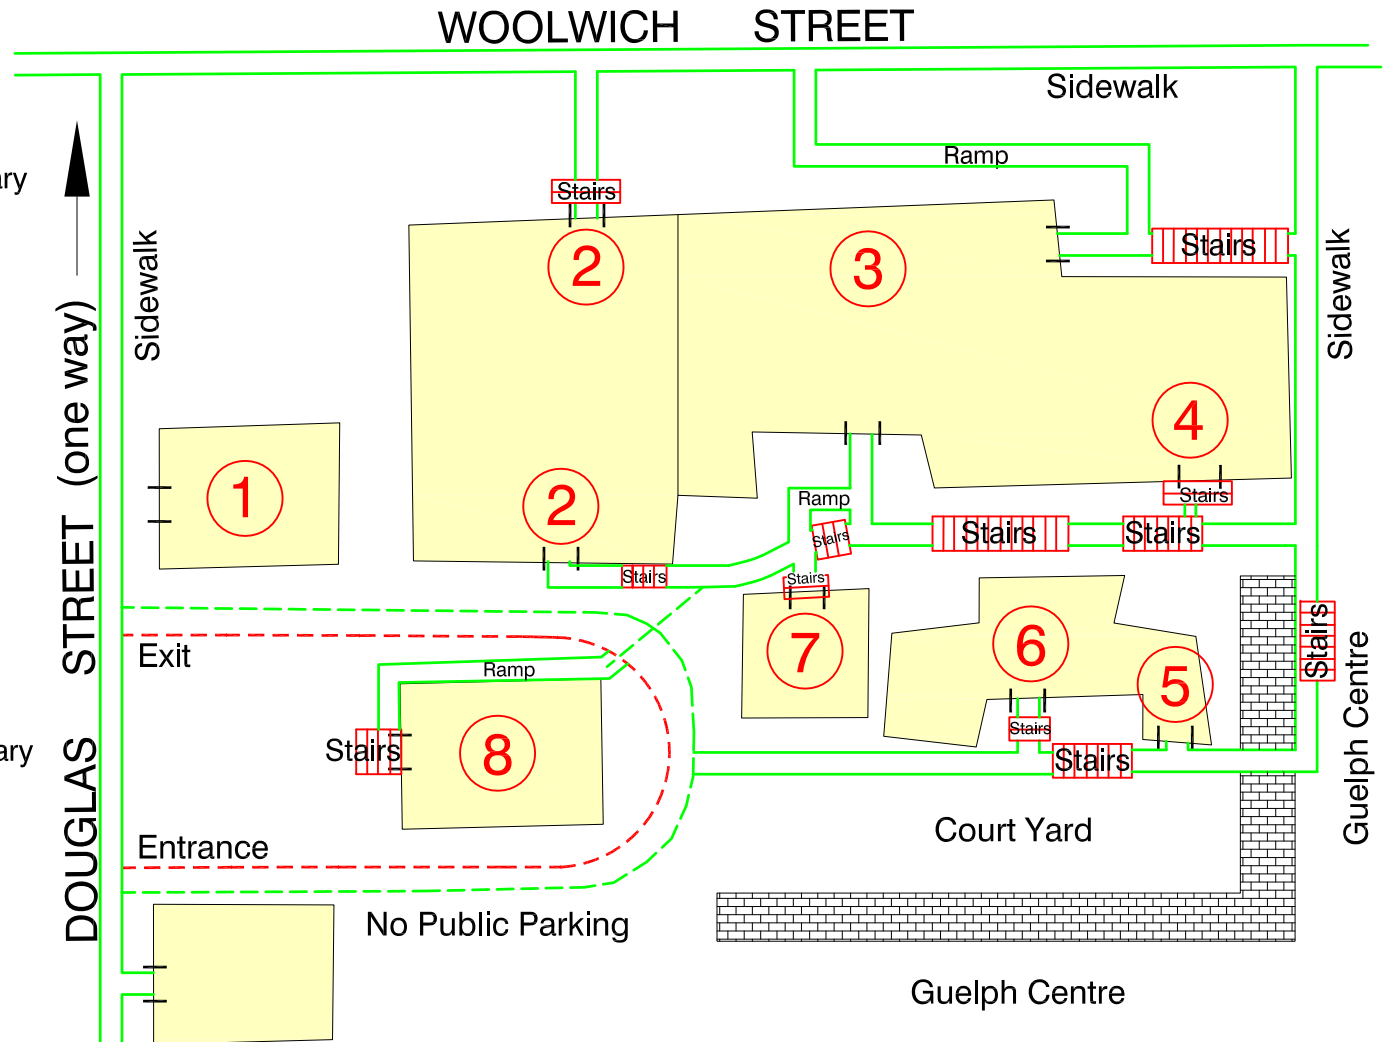 WOOLWICH STREET
Sidewalk
Ramp
ary
Stairs
Stairs
Sidewalk
Sidewalk
2
3
DOUGLAS STREET (one way)
4
1
2
Stairs
Ramp
Stairs
Stairs
Stairs
Stairs
Stairs
Stairs
7
6
5
Exit
Ramp
Guelph Centre
Stairs
Stairs
8
Stairs
ary
Entrance
Court Yard
No Public Parking
Guelph Centre